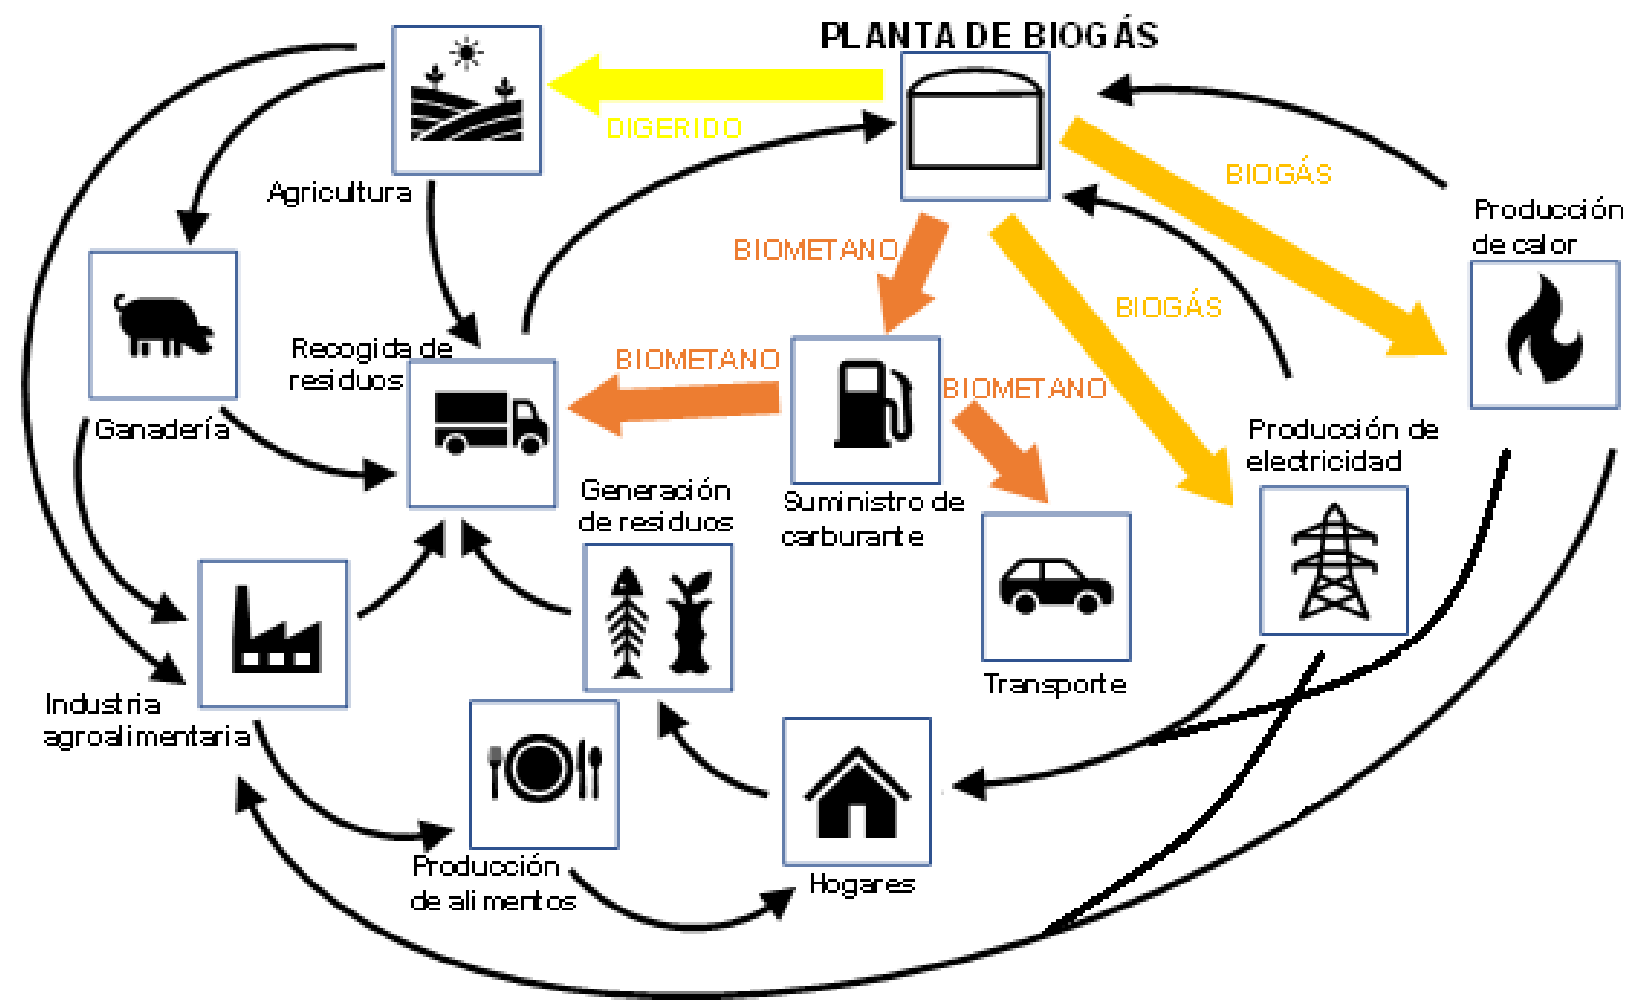 PLANTA DE BIOGÁS
DIGERIDO
Agricultura
BIOGÁS
Producción
de calor
BIOMETANO
BIOGÁS
Recogida de
residuos
BIOMETANO
BIOMETANO
Ganadería
Producción de
electricidad
Generación
de residuos
Suministro de
carburante
Transporte
Industria
agroalimentaria
Producción
de alimentos
Hogares